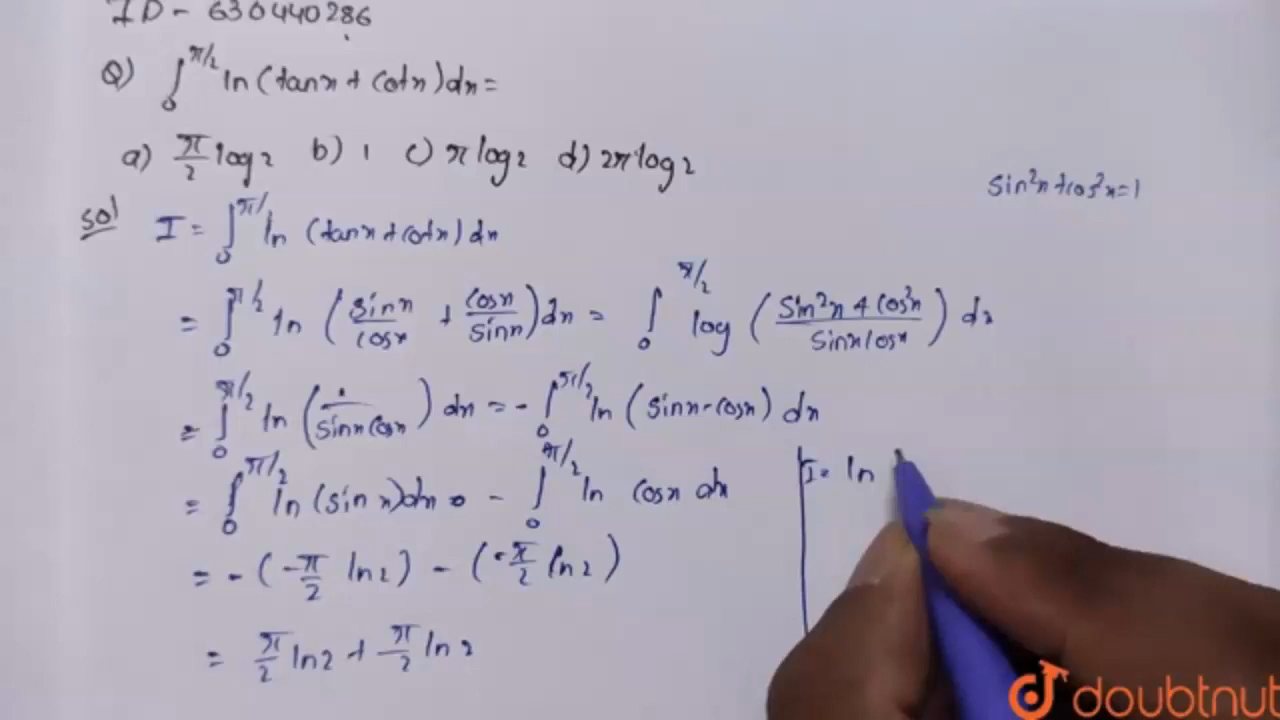 ID - 630440286
Q) ∫₀^π/2 ln (tanx + cotx) dx =
a) π/2 log2 b) 1 c) π log2 d) 2π log2
sin²x + cos²x = 1
Sol I = ∫₀^π/ ln (tanx + cotx) dx
= ∫₀^π/2 ln (sinx/cosx + cosx/sinx) dx = ∫₀^π/2 log (sin²x + cos²x / sinx cosx) dx
= ∫₀^π/2 ln (1/sinx cosx) dx = - ∫₀^π/2 ln (sinx - cosx) dx
= ∫₀^π/2 ln (sin x) dx - ∫₀^π/2 ln cosx dx
I = ln
= - (-π/2 ln2) - (-π/2 ln2)
= π/2 ln2 + π/2 ln2
doubtnut